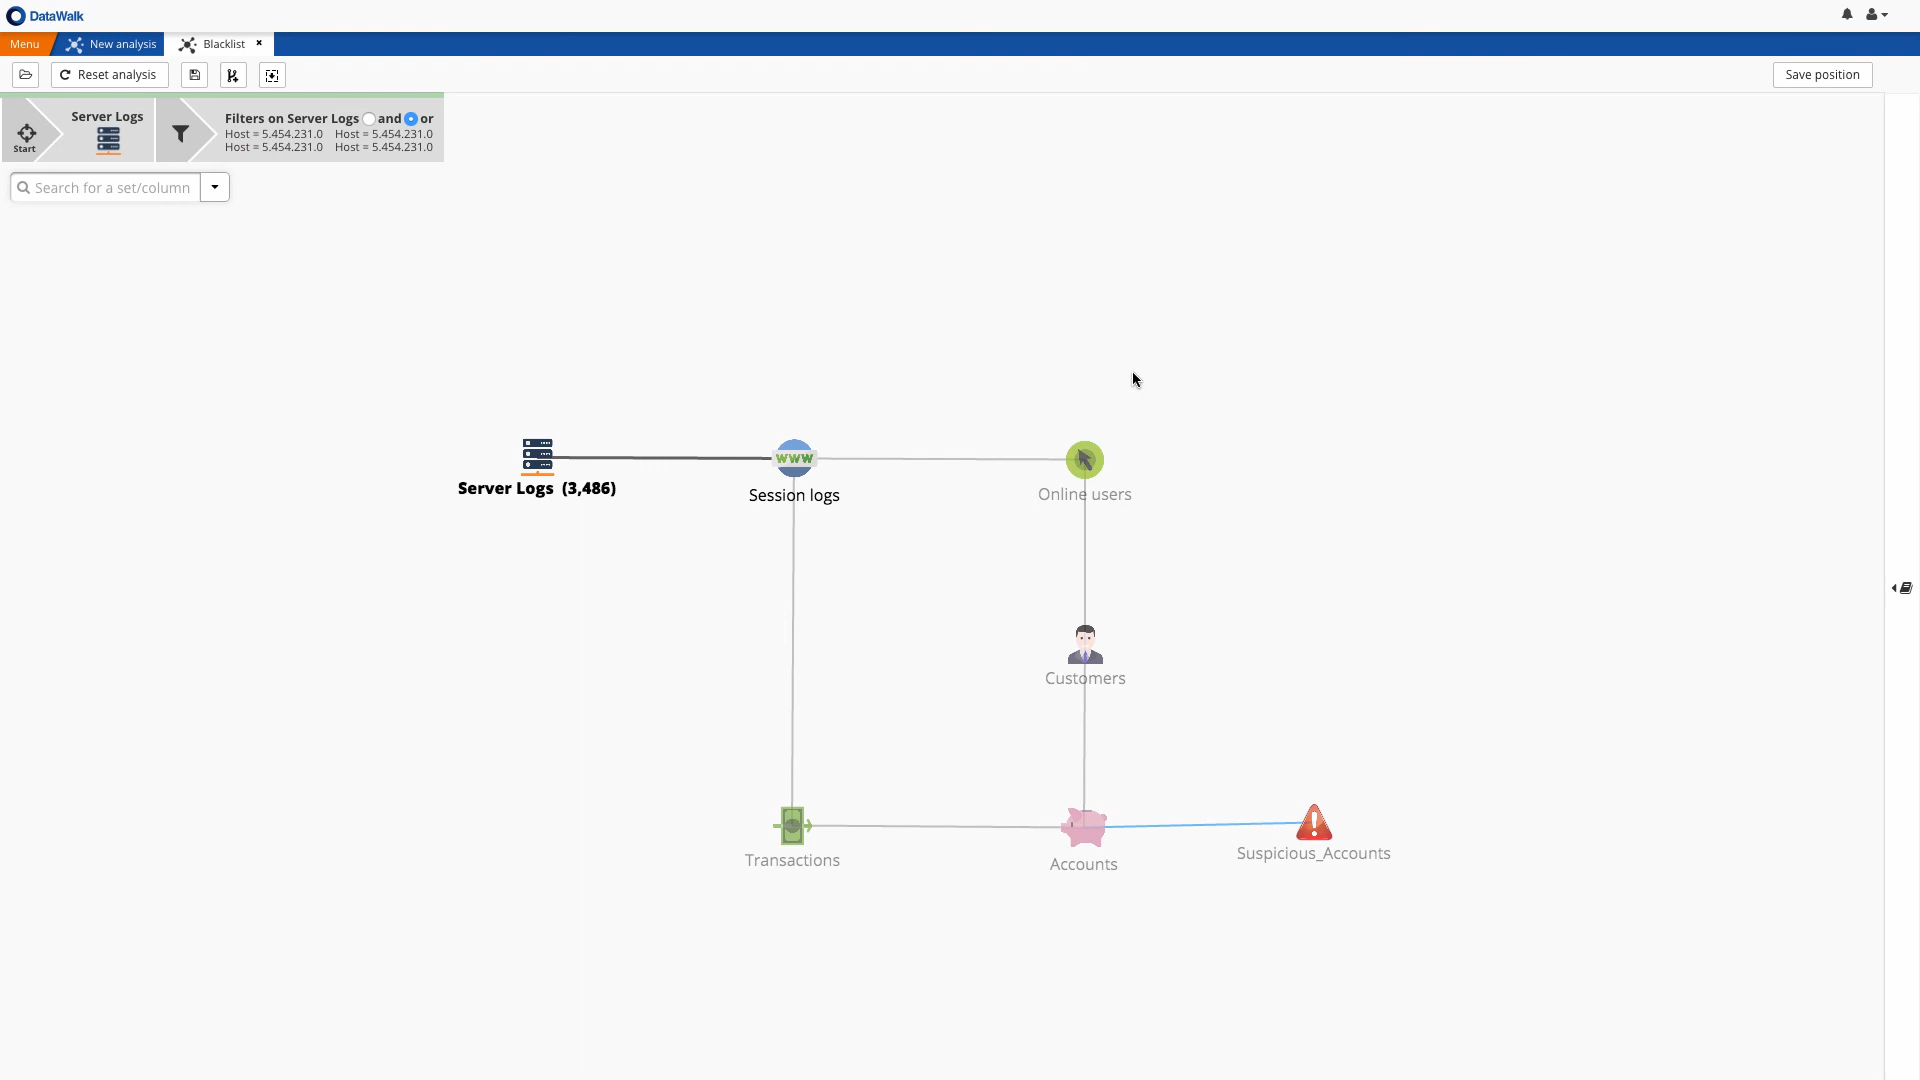 DataWalk
Menu
New analysis
Blacklist
Reset analysis
Save position
Start
Server Logs
Filters on Server Logs and or
Host = 5.454.231.0 Host = 5.454.231.0
Host = 5.454.231.0 Host = 5.454.231.0
Search for a set/column
WWW
Server Logs (3,486)
Session logs
Online users
Customers
Transactions
Accounts
Suspicious_Accounts